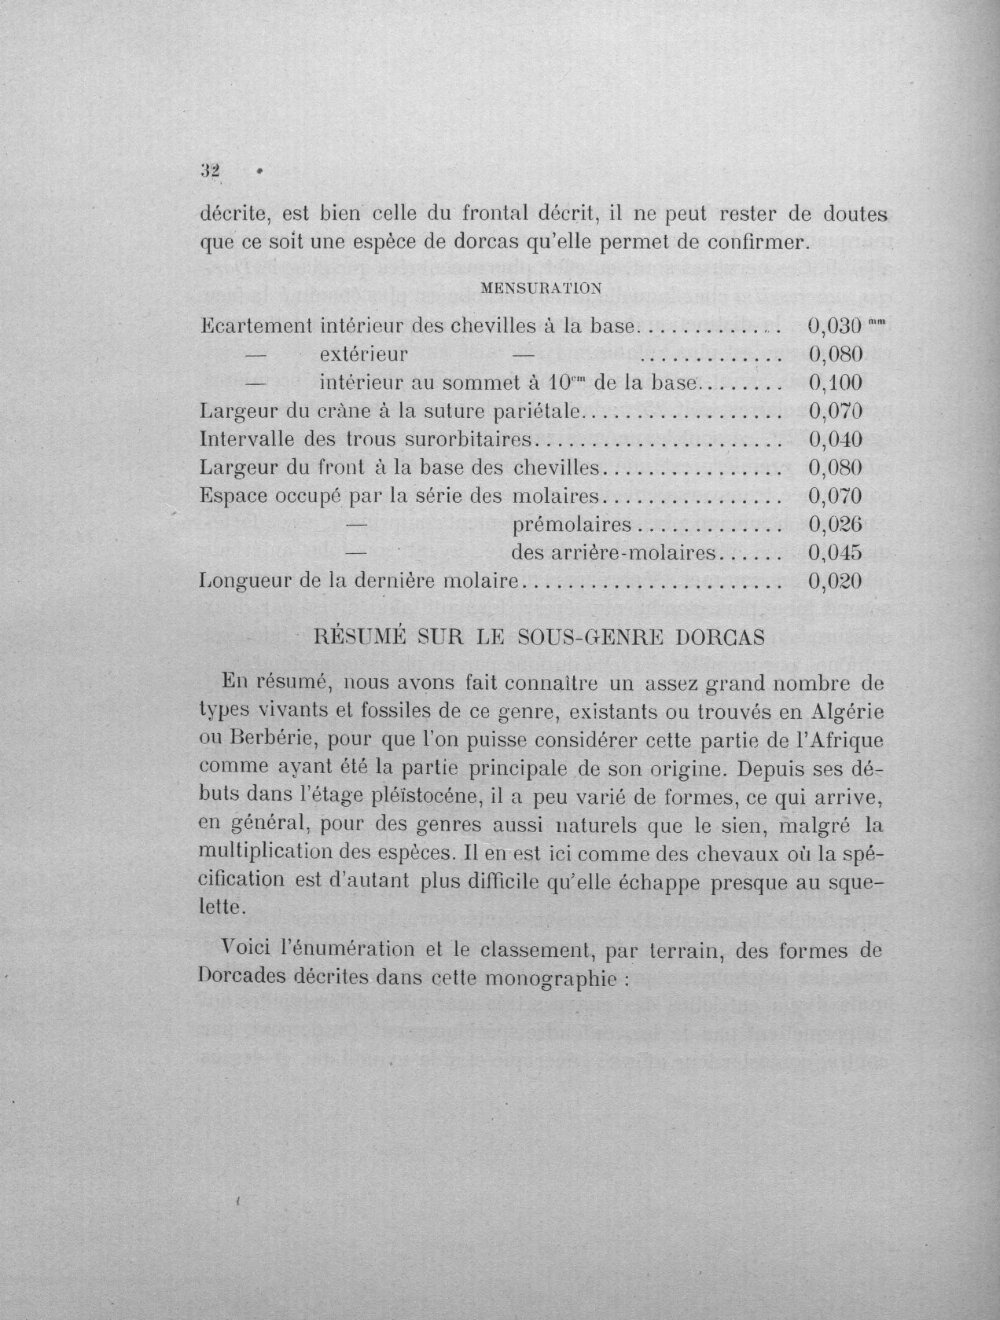 32
décrite, est bien celle du frontal décrit, il ne peut rester de doutes
que ce soit une espèce de dorcas qu'elle permet de confirmer.
MENSURATION
Ecartement intérieur des chevilles à la base............. 0,030 mm
— extérieur — ............. 0,080
— intérieur au sommet à 10cm de la base........ 0,100
Largeur du crâne à la suture pariétale.................. 0,070
Intervalle des trous surorbitaires...................... 0,040
Largeur du front à la base des chevilles................ 0,080
Espace occupé par la série des molaires................ 0,070
— prémolaires............. 0,026
— des arrière-molaires...... 0,045
Longueur de la dernière molaire....................... 0,020
RÉSUMÉ SUR LE SOUS-GENRE DORCAS
En résumé, nous avons fait connaître un assez grand nombre de
types vivants et fossiles de ce genre, existants ou trouvés en Algérie
ou Berbérie, pour que l'on puisse considérer cette partie de l'Afrique
comme ayant été la partie principale de son origine. Depuis ses dé-
buts dans l'étage pléïstocéne, il a peu varié de formes, ce qui arrive,
en général, pour des genres aussi naturels que le sien, malgré la
multiplication des espèces. Il en est ici comme des chevaux où la spé-
cification est d'autant plus difficile qu'elle échappe presque au sque-
lette.
Voici l'énumération et le classement, par terrain, des formes de
Dorcades décrites dans cette monographie :